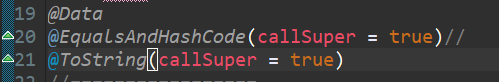 19 @Data
20 @EqualsAndHashCode(callSuper = true)//
21 @ToString(callSuper = true)